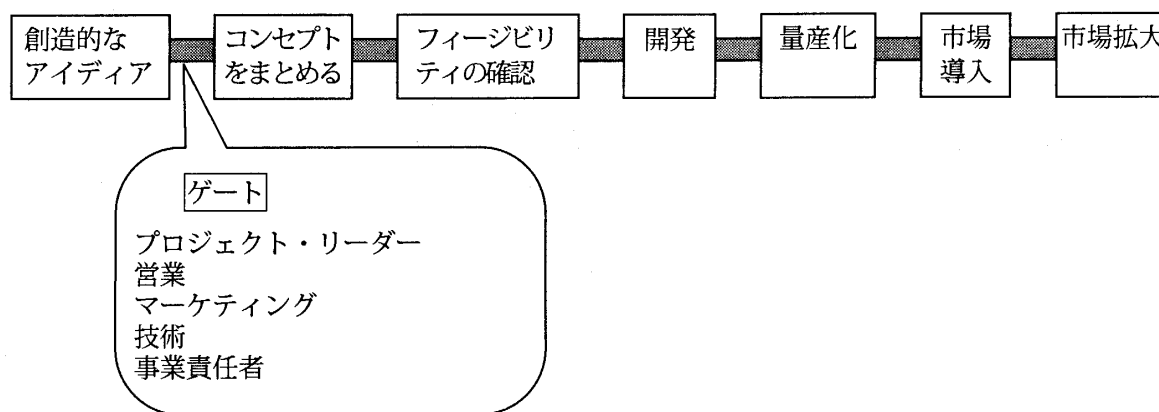 創造的な
アイディア
コンセプト
をまとめる
フィージビリ
ティの確認
開発
量産化
市場
導入
市場拡大
ゲート
プロジェクト・リーダー
営業
マーケティング
技術
事業責任者